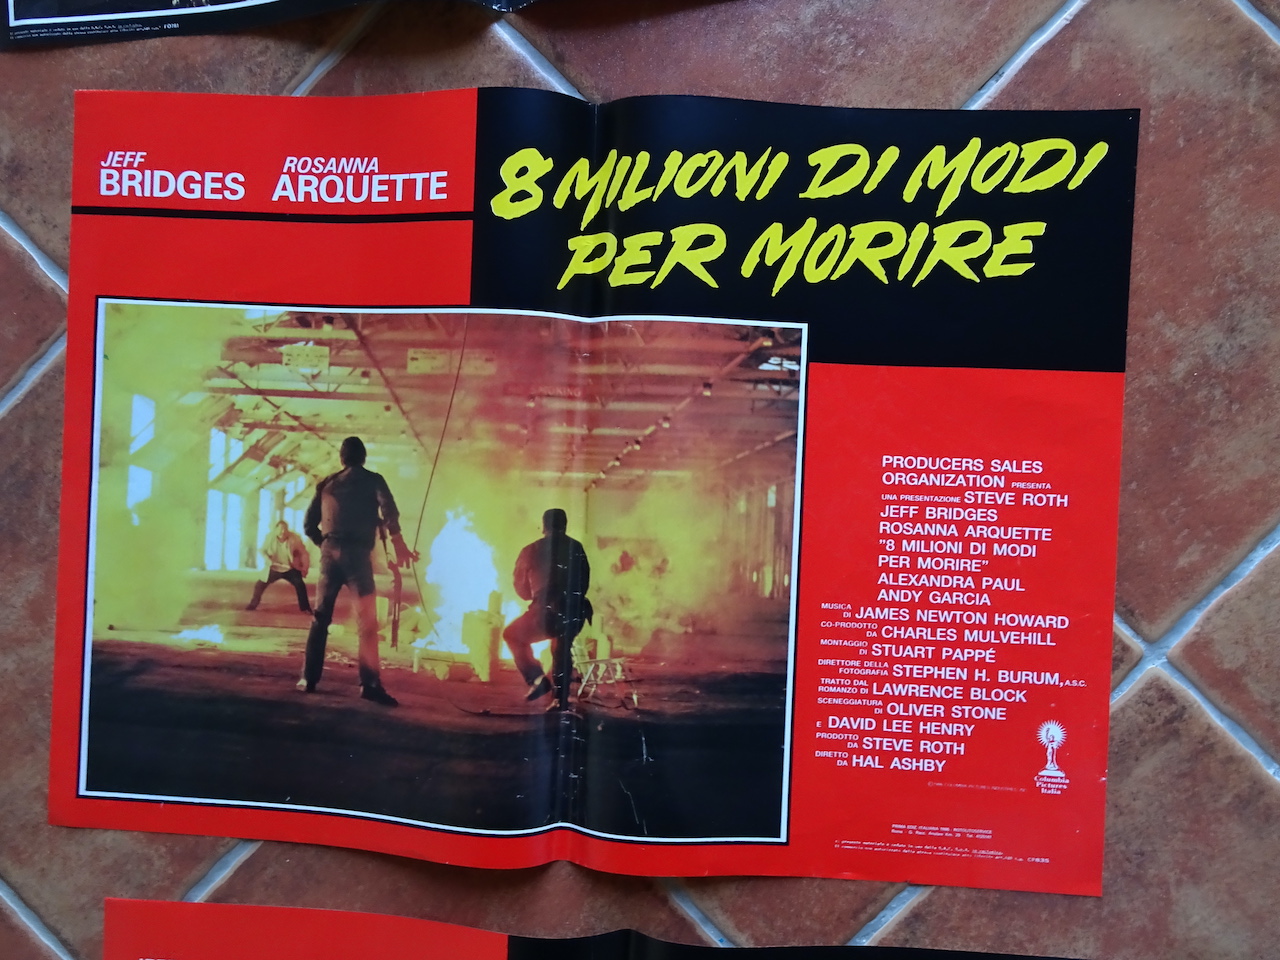 JEFF
BRIDGES
ROSANNA
ARQUETTE
8 MILIONI DI MODI
PER MORIRE
PRODUCERS SALES
ORGANIZATION PRESENTA
UNA PRESENTAZIONE STEVE ROTH
JEFF BRIDGES
ROSANNA ARQUETTE
"8 MILIONI DI MODI
PER MORIRE"
ALEXANDRA PAUL
ANDY GARCIA
MUSICA DI JAMES NEWTON HOWARD
CO-PRODOTTO DA CHARLES MULVEHILL
MONTAGGIO DI STUART PAPPÉ
DIRETTORE DELLA FOTOGRAFIA STEPHEN H. BURUM, A.S.C.
TRATTO DAL ROMANZO DI LAWRENCE BLOCK
SCENEGGIATURA DI OLIVER STONE
E DAVID LEE HENRY
PRODOTTO DA STEVE ROTH
DIRETTO DA HAL ASHBY
Columbia
Pictures
Italia